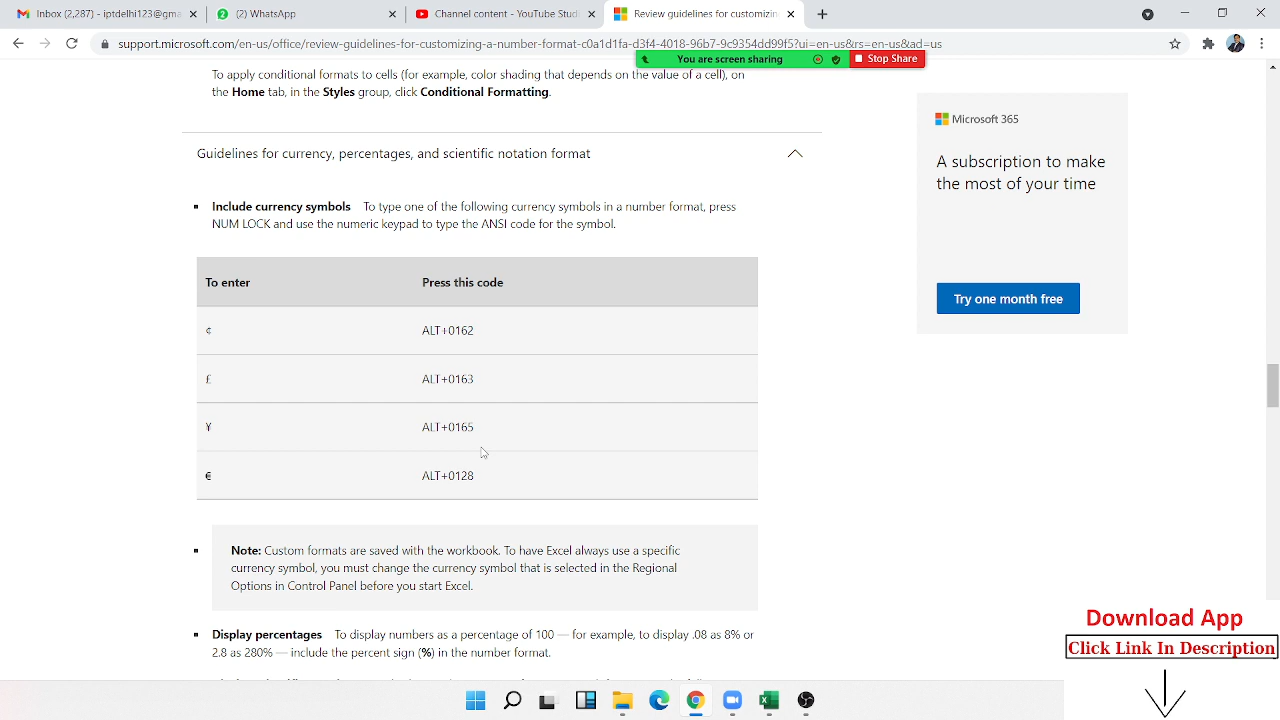 Inbox (2,287) - iptdelhi123@gma
(2) WhatsApp
Channel content - YouTube Studi
Review guidelines for customizin
support.microsoft.com/en-us/office/review-guidelines-for-customizing-a-number-format-c0a1d1fa-d3f4-4018-96b7-9c9354dd99f5?ui=en-us&rs=en-us&ad=us
You are screen sharing
Stop Share
To apply conditional formats to cells (for example, color shading that depends on the value of a cell), on
the Home tab, in the Styles group, click Conditional Formatting.
Guidelines for currency, percentages, and scientific notation format
Include currency symbols To type one of the following currency symbols in a number format, press
NUM LOCK and use the numeric keypad to type the ANSI code for the symbol.
To enter Press this code
¢ ALT+0162
£ ALT+0163
¥ ALT+0165
€ ALT+0128
Note: Custom formats are saved with the workbook. To have Excel always use a specific
currency symbol, you must change the currency symbol that is selected in the Regional
Options in Control Panel before you start Excel.
Display percentages To display numbers as a percentage of 100 — for example, to display .08 as 8% or
2.8 as 280% — include the percent sign (%) in the number format.
Microsoft 365
A subscription to make
the most of your time
Try one month free
Download App
Click Link In Description